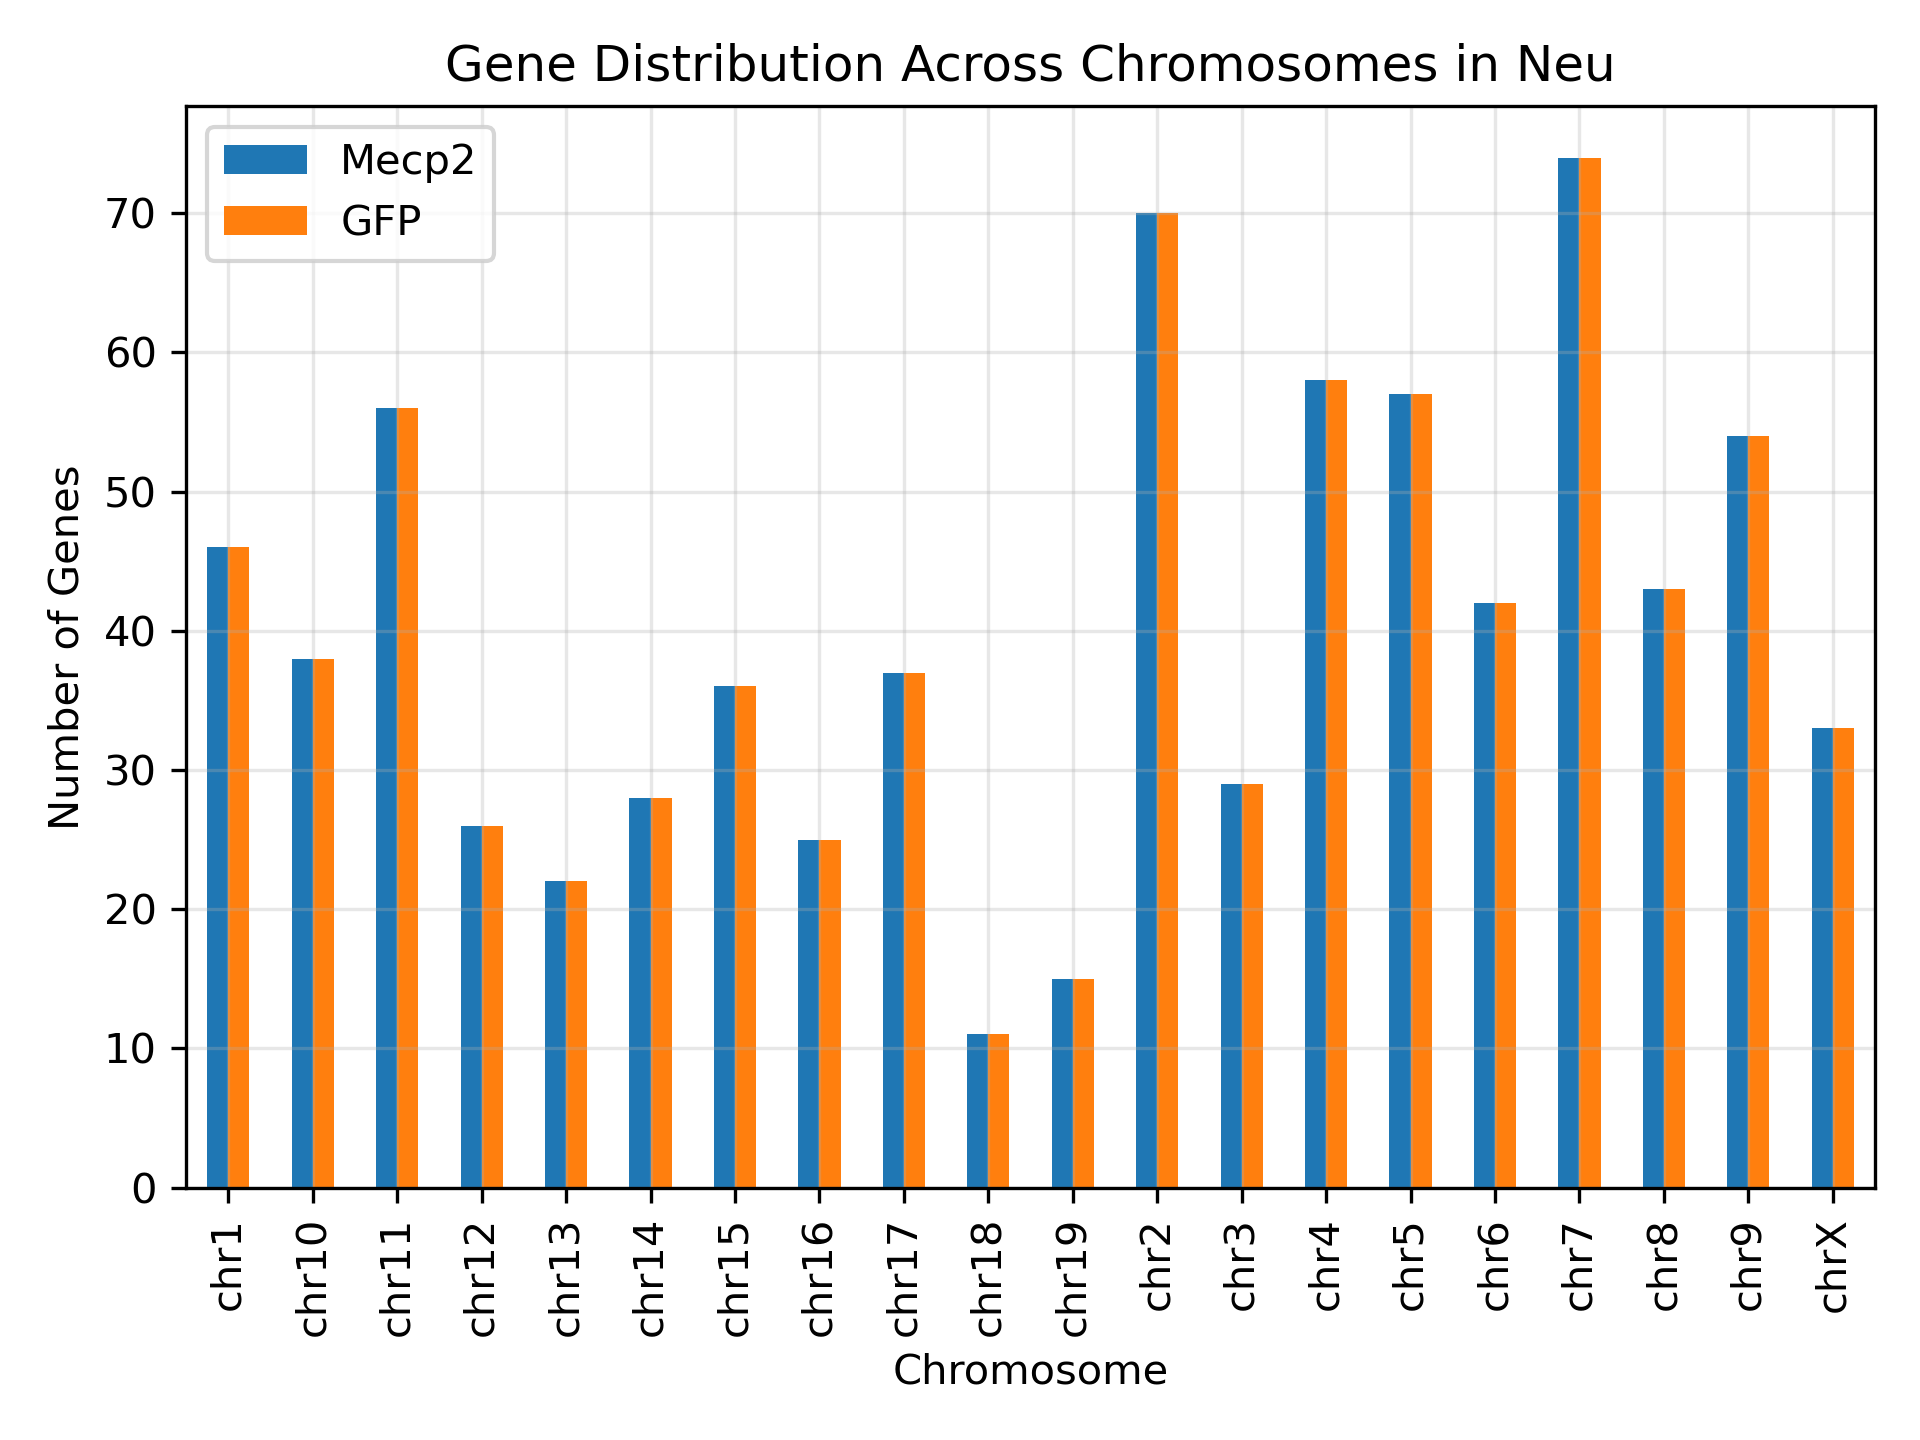 Gene Distribution Across Chromosomes in Neu
Mecp2
GFP
Number of Genes
70
60
50
40
30
20
10
0
chr1 chr10 chr11 chr12 chr13 chr14 chr15 chr16 chr17 chr18 chr19 chr2 chr3 chr4 chr5 chr6 chr7 chr8 chr9 chrX
Chromosome